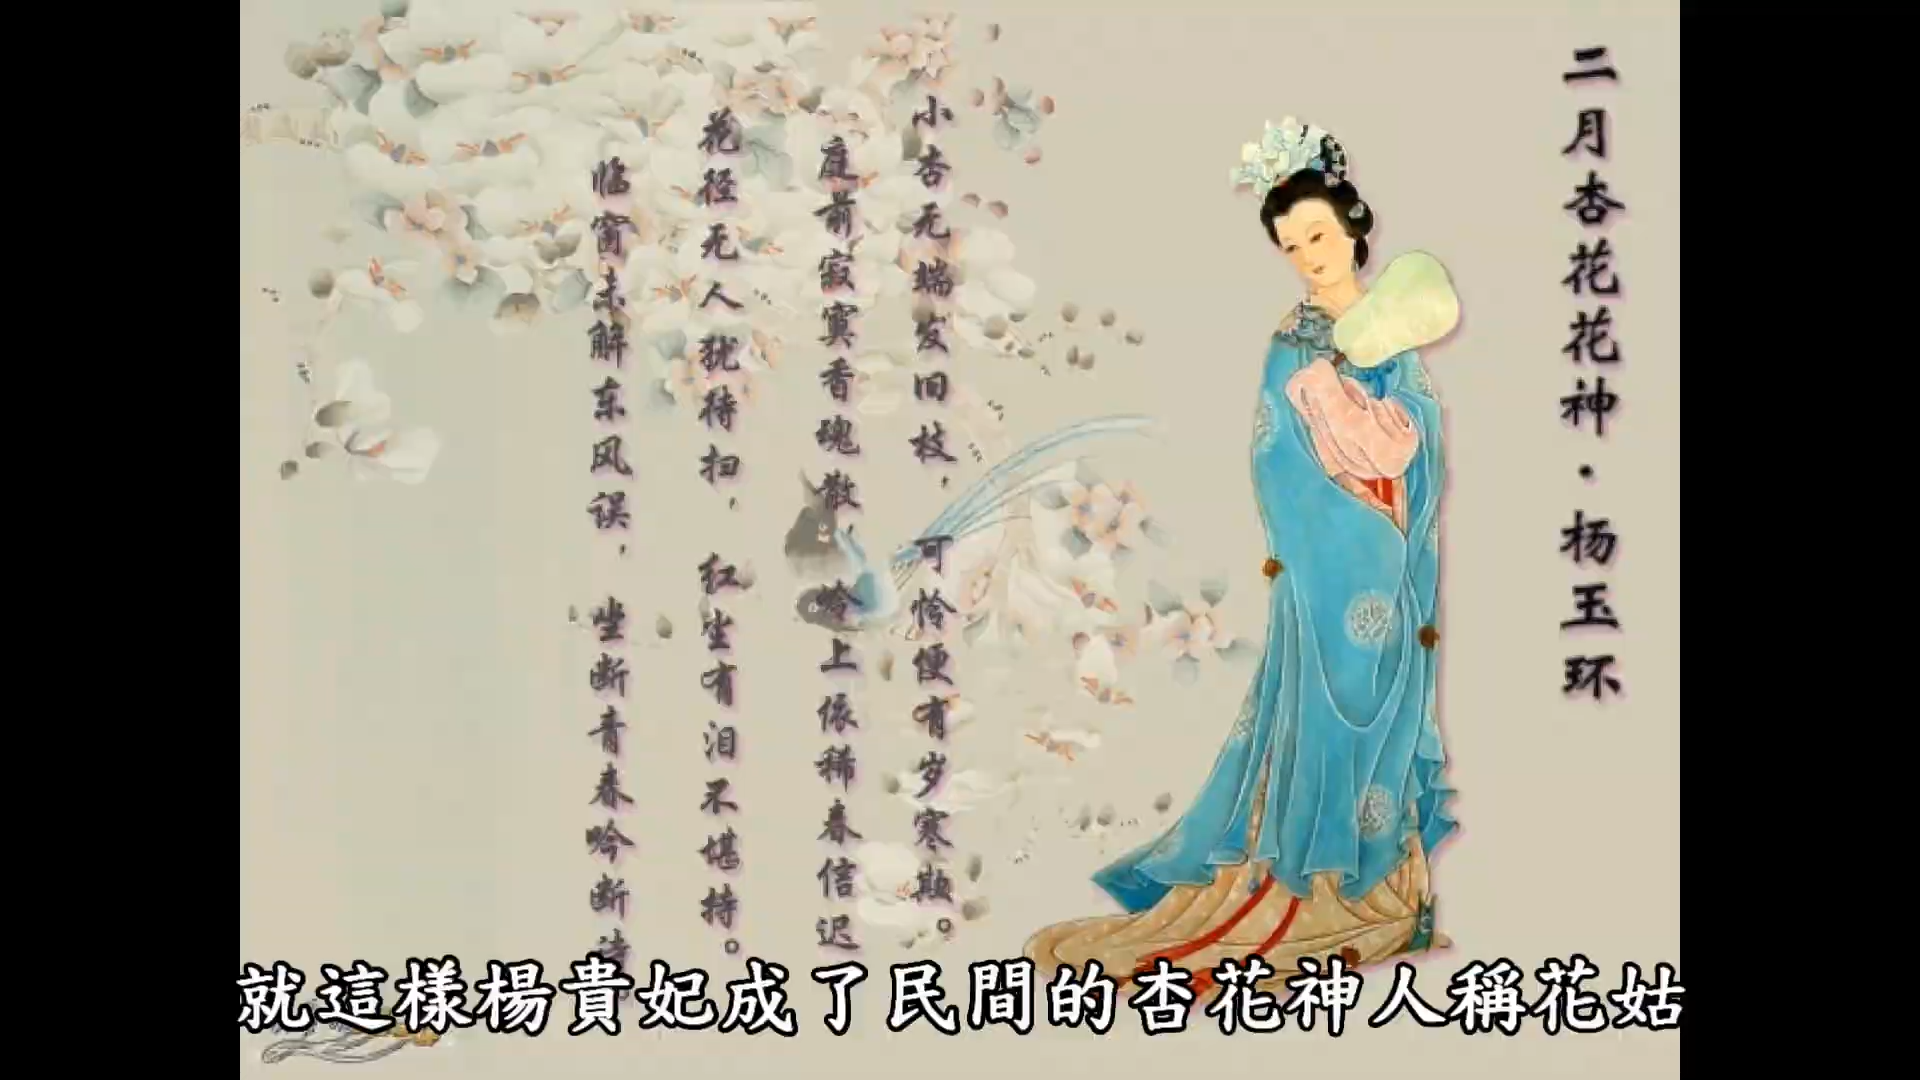 二月杏花花神·杨玉环
小杏无端发旧枝，可怜便有岁寒欺。
庭前寂寞香魂散，岭上依稀春信迟
花径无人犹待扫，红尘有泪不堪持。
临窗未解东风误，坐断青春吟断诗
就這樣楊貴妃成了民間的杏花神人稱花姑